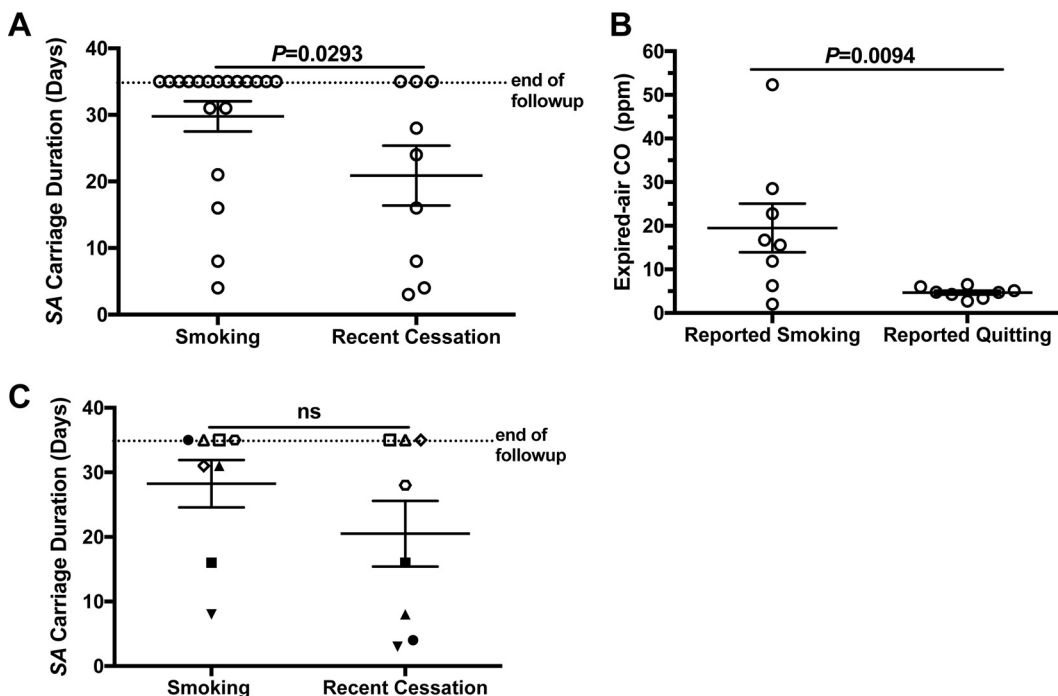 A
SA Carriage Duration (Days)
40
30
20
10
0
P=0.0293
end of
followup
Smoking
Recent Cessation
B
Expired-air CO (ppm)
60
50
40
30
20
10
0
P=0.0094
Reported Smoking
Reported Quitting
C
SA Carriage Duration (Days)
40
30
20
10
0
ns
end of
followup
Smoking
Recent Cessation